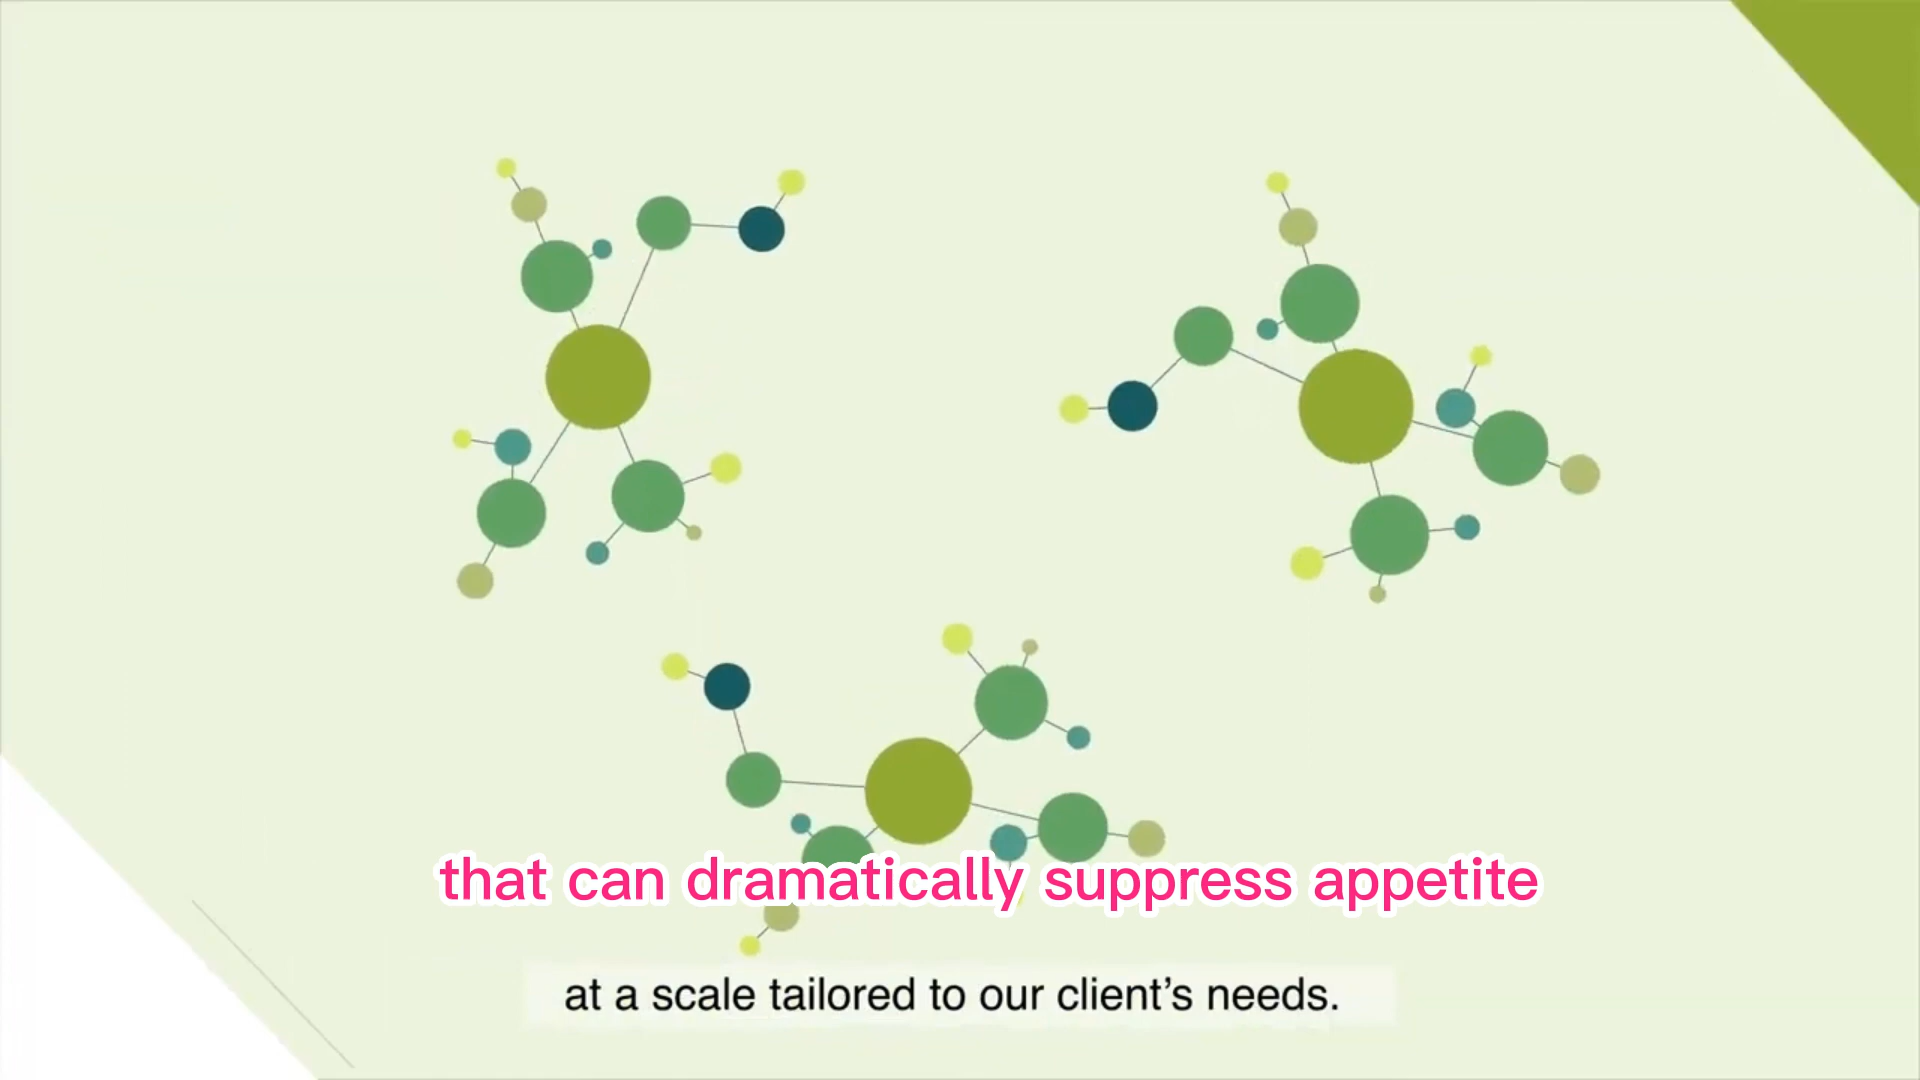 that can dramatically suppress appetite
at a scale tailored to our client's needs.